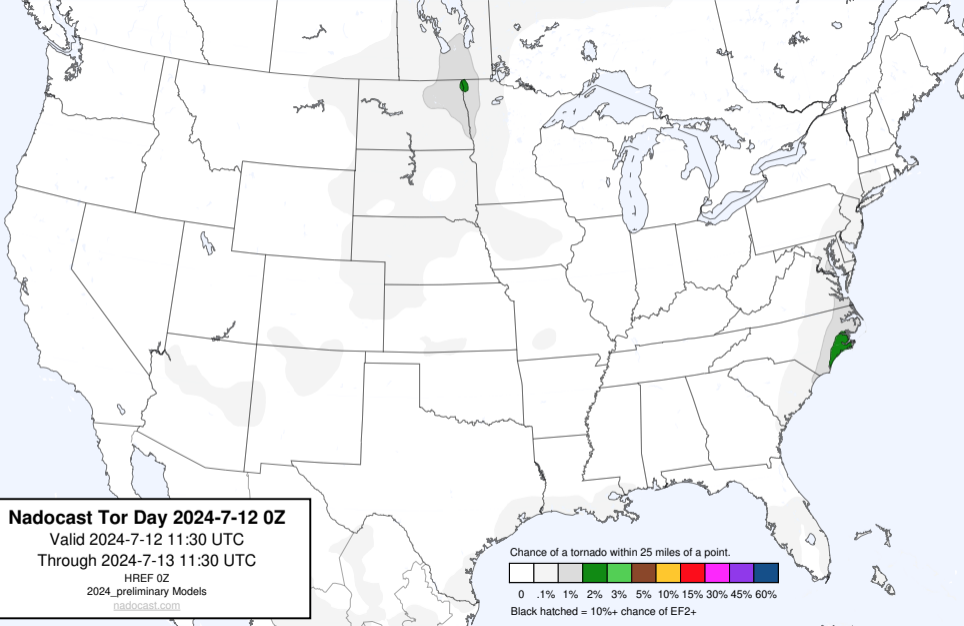 Nadocast Tor Day 2024-7-12 0Z
Valid 2024-7-12 11:30 UTC
Through 2024-7-13 11:30 UTC
HREF 0Z
2024_preliminary Models
nadocast.com
Chance of a tornado within 25 miles of a point.
0 .1% 1% 2% 3% 5% 10% 15% 30% 45% 60%
Black hatched = 10%+ chance of EF2+